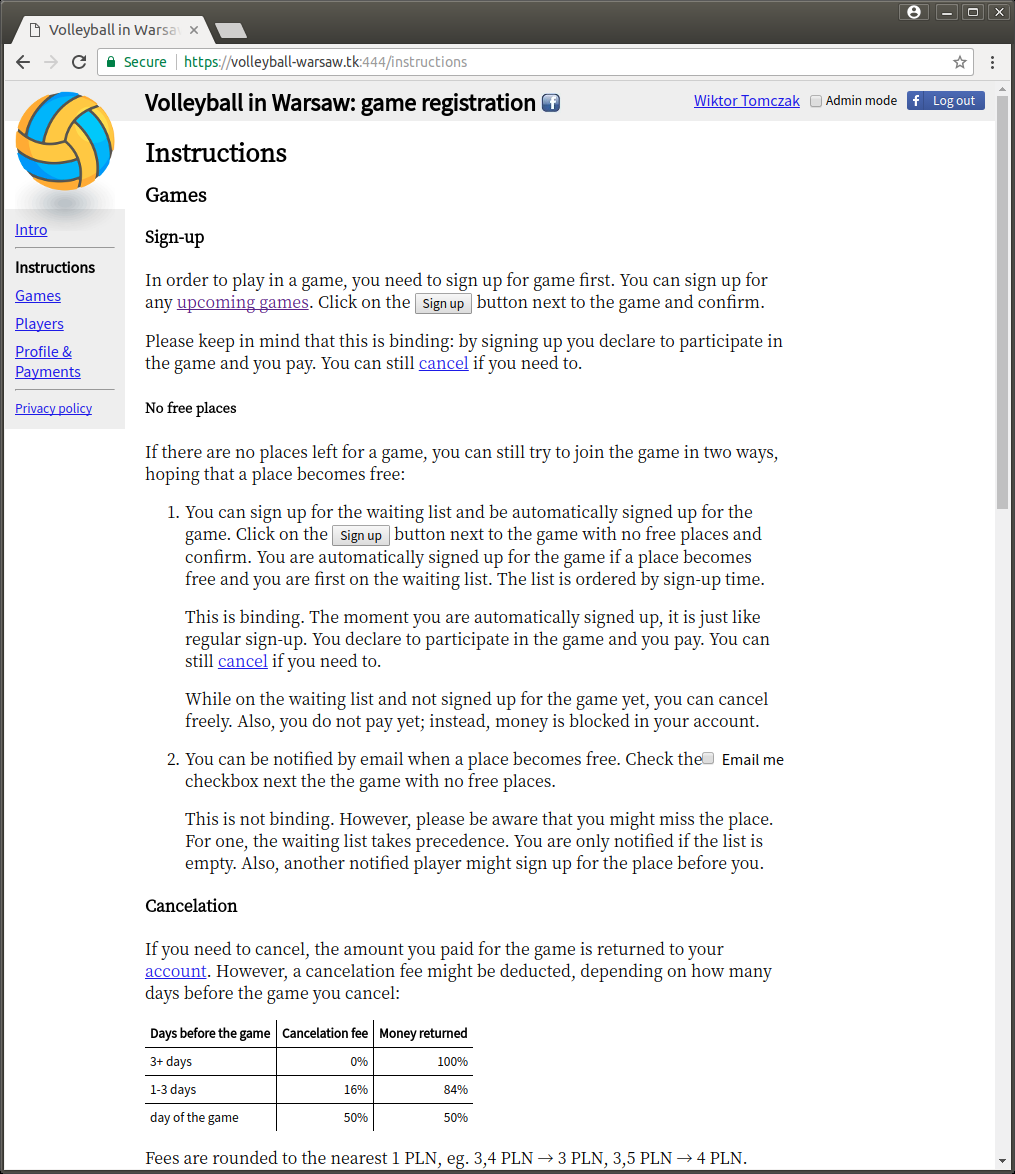 Volleyball in Warsa
Secure
https://volleyball-warsaw.tk:444/instructions
Volleyball in Warsaw: game registration
Wiktor Tomczak
Admin mode
f Log out
Intro
Instructions
Games
Players
Profile &
Payments
Privacy policy
Instructions
Games
Sign-up
In order to play in a game, you need to sign up for game first. You can sign up for
any upcoming games. Click on the Sign up button next to the game and confirm.
Please keep in mind that this is binding: by signing up you declare to participate in
the game and you pay. You can still cancel if you need to.
No free places
If there are no places left for a game, you can still try to join the game in two ways,
hoping that a place becomes free:
1. You can sign up for the waiting list and be automatically signed up for the
game. Click on the Sign up button next to the game with no free places and
confirm. You are automatically signed up for the game if a place becomes
free and you are first on the waiting list. The list is ordered by sign-up time.
This is binding. The moment you are automatically signed up, it is just like
regular sign-up. You declare to participate in the game and you pay. You can
still cancel if you need to.
While on the waiting list and not signed up for the game yet, you can cancel
freely. Also, you do not pay yet; instead, money is blocked in your account.
2. You can be notified by email when a place becomes free. Check the Email me
checkbox next the the game with no free places.
This is not binding. However, please be aware that you might miss the place.
For one, the waiting list takes precedence. You are only notified if the list is
empty. Also, another notified player might sign up for the place before you.
Cancelation
If you need to cancel, the amount you paid for the game is returned to your
account. However, a cancelation fee might be deducted, depending on how many
days before the game you cancel:
Days before the game Cancelation fee Money returned
3+ days 0% 100%
1-3 days 16% 84%
day of the game 50% 50%
Fees are rounded to the nearest 1 PLN, eg. 3,4 PLN → 3 PLN, 3,5 PLN → 4 PLN.